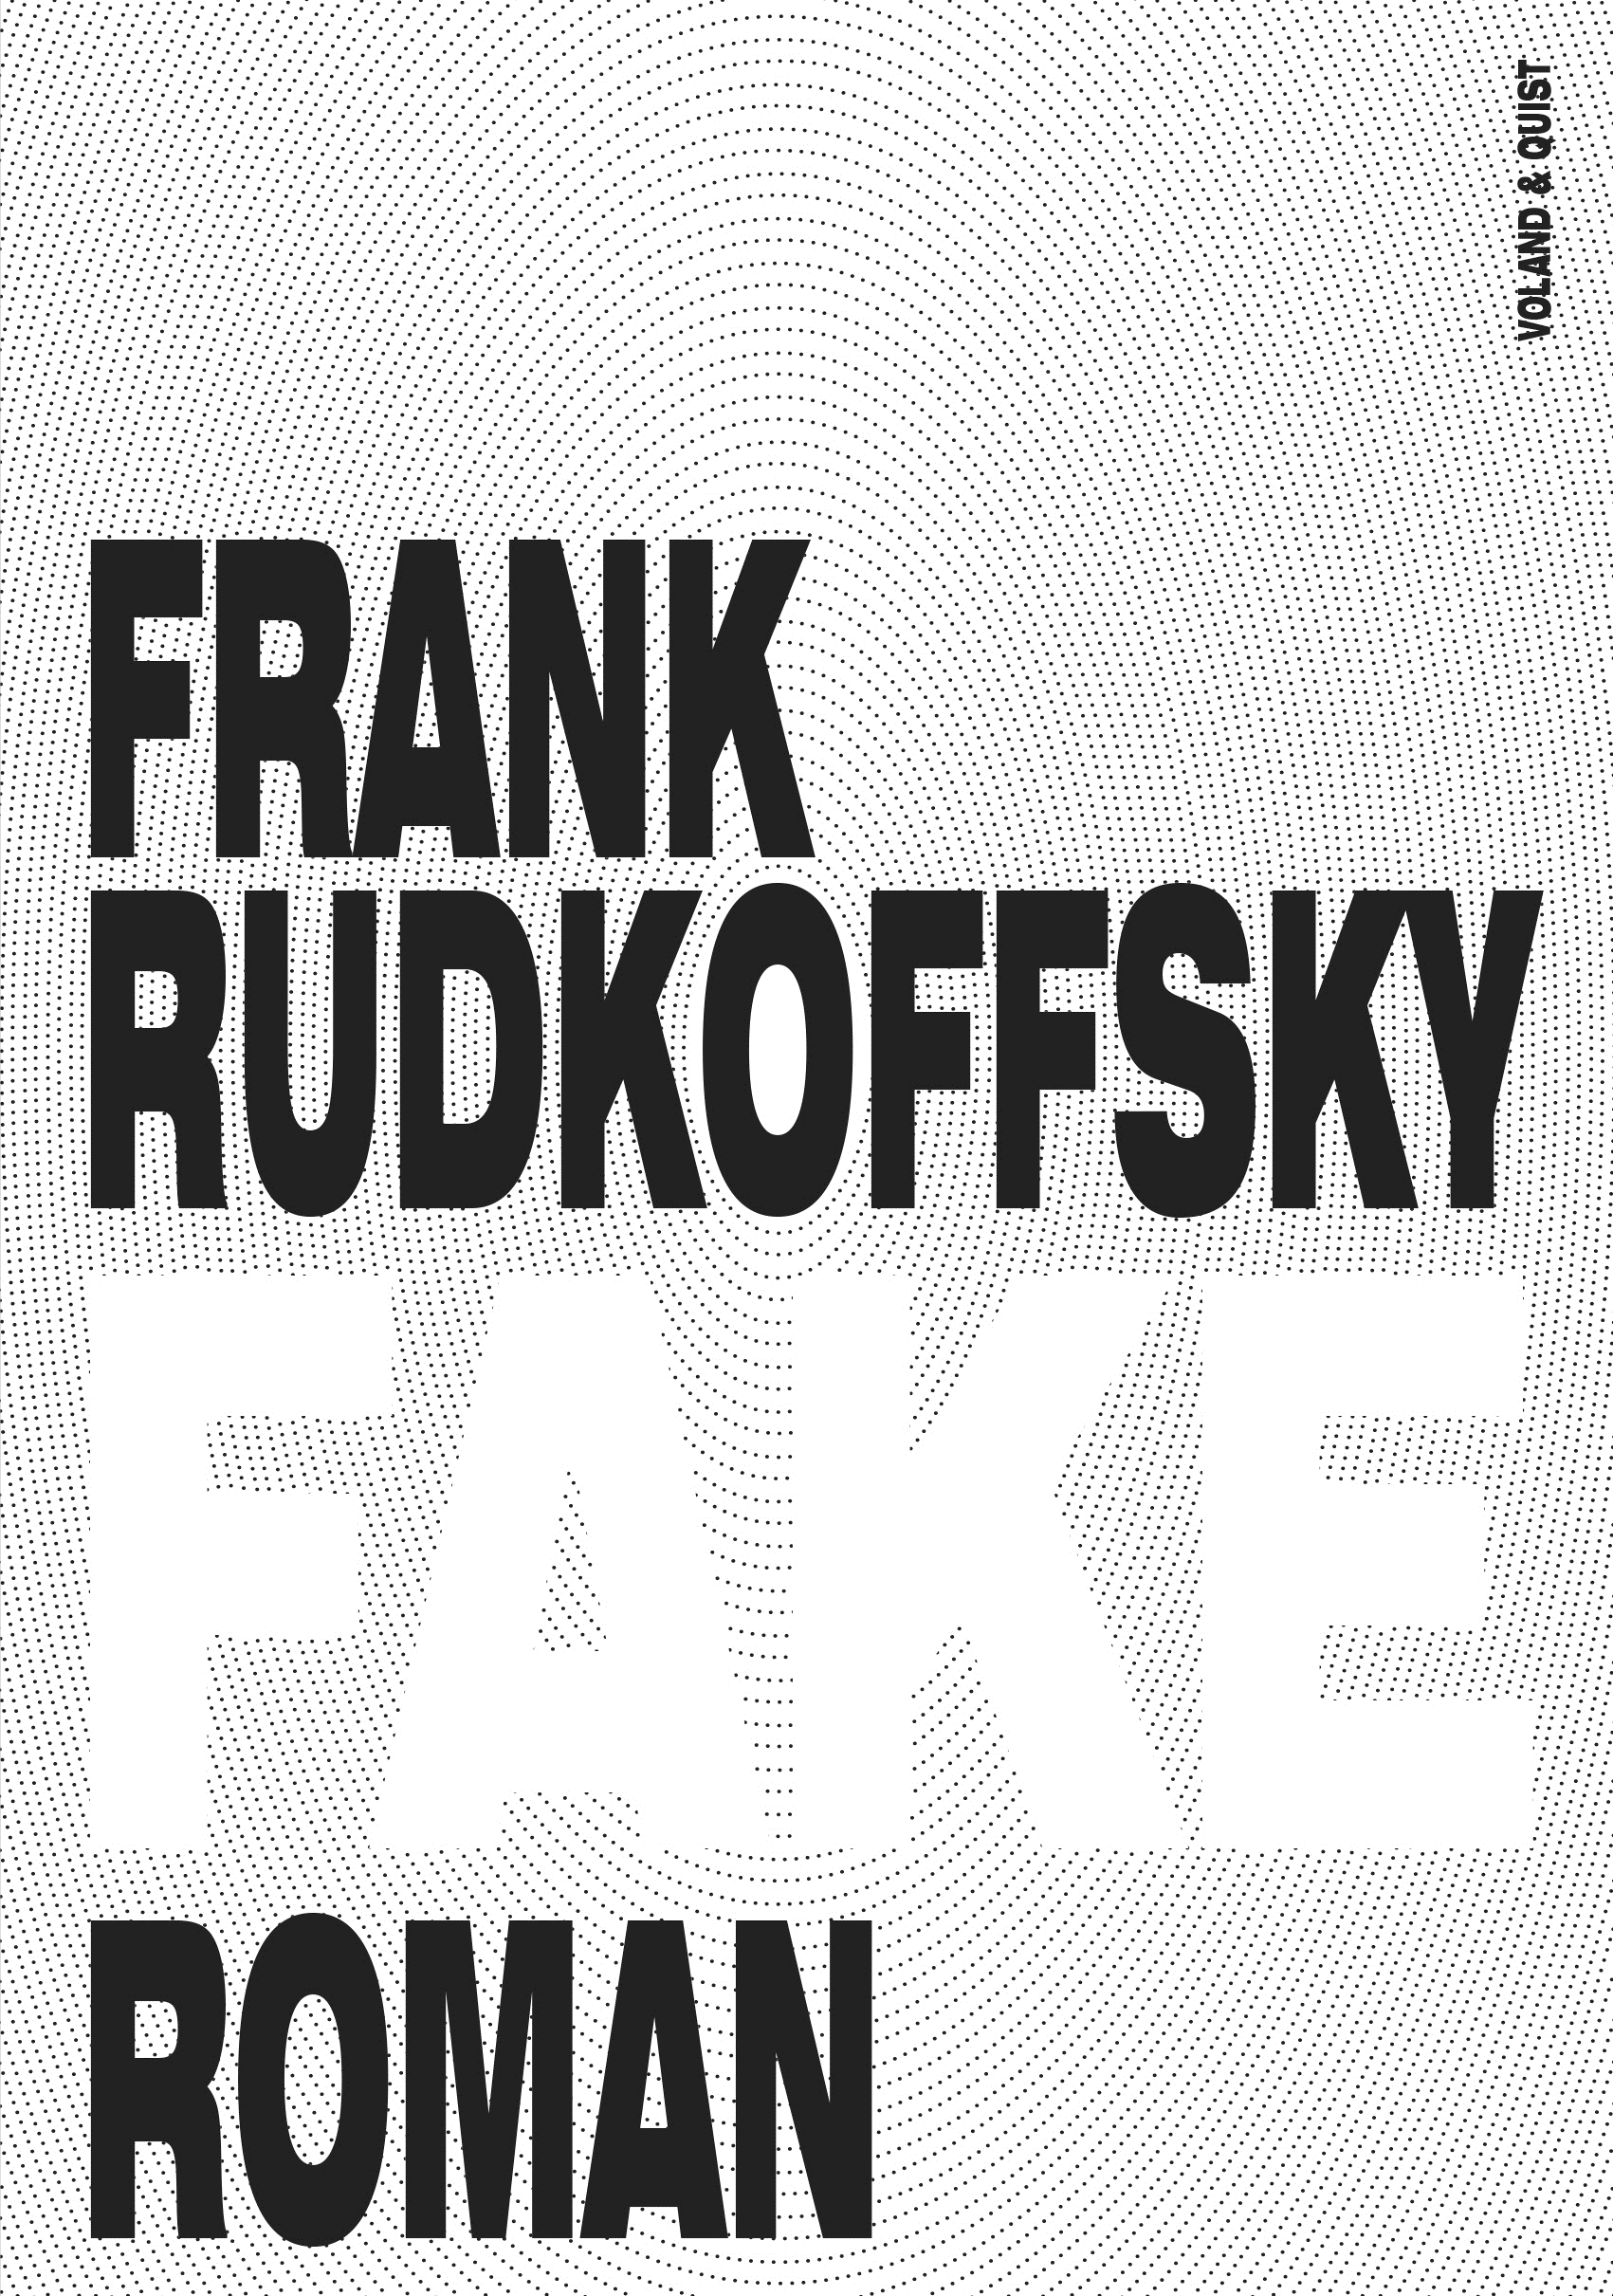 VOLAND & QUIST
FRANK
RUDKOFFSKY
FAKE
ROMAN